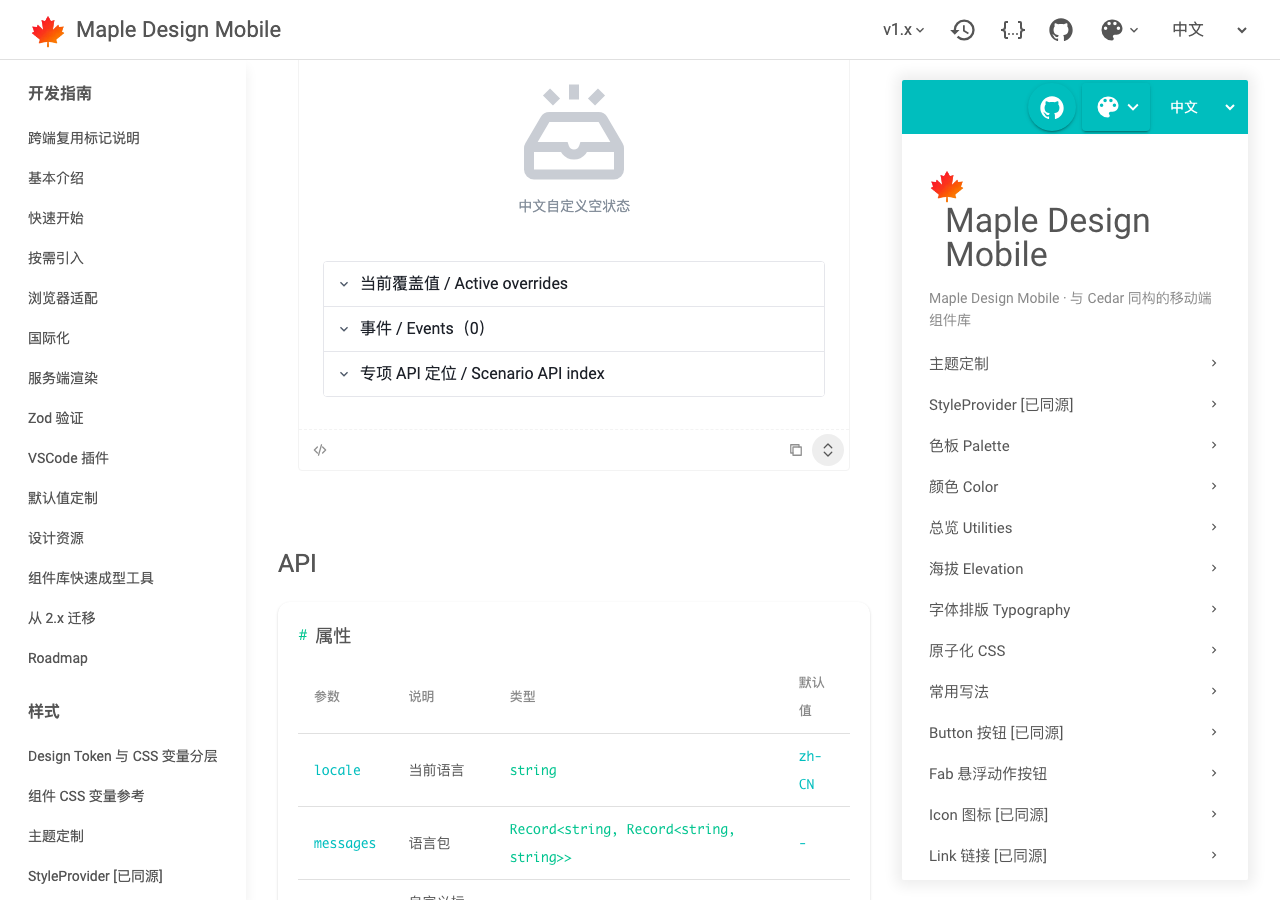 Maple Design Mobile
v1.x
中文
开发指南
跨端复用标记说明
基本介绍
快速开始
按需引入
浏览器适配
国际化
服务端渲染
Zod 验证
VSCode 插件
默认值定制
设计资源
组件库快速成型工具
从 2.x 迁移
Roadmap
样式
Design Token 与 CSS 变量分层
组件 CSS 变量参考
主题定制
StyleProvider [已同源]
中文自定义空状态
当前覆盖值 / Active overrides
事件 / Events（0）
专项 API 定位 / Scenario API index
API
# 属性
参数 说明 类型 默认
值
locale 当前语言 string zh-
CN
messages 语言包 Record<string, Record<string,
string>> -
中文
Maple Design
Mobile
Maple Design Mobile · 与 Cedar 同构的移动端
组件库
主题定制
StyleProvider [已同源]
色板 Palette
颜色 Color
总览 Utilities
海拔 Elevation
字体排版 Typography
原子化 CSS
常用写法
Button 按钮 [已同源]
Fab 悬浮动作按钮
Icon 图标 [已同源]
Link 链接 [已同源]